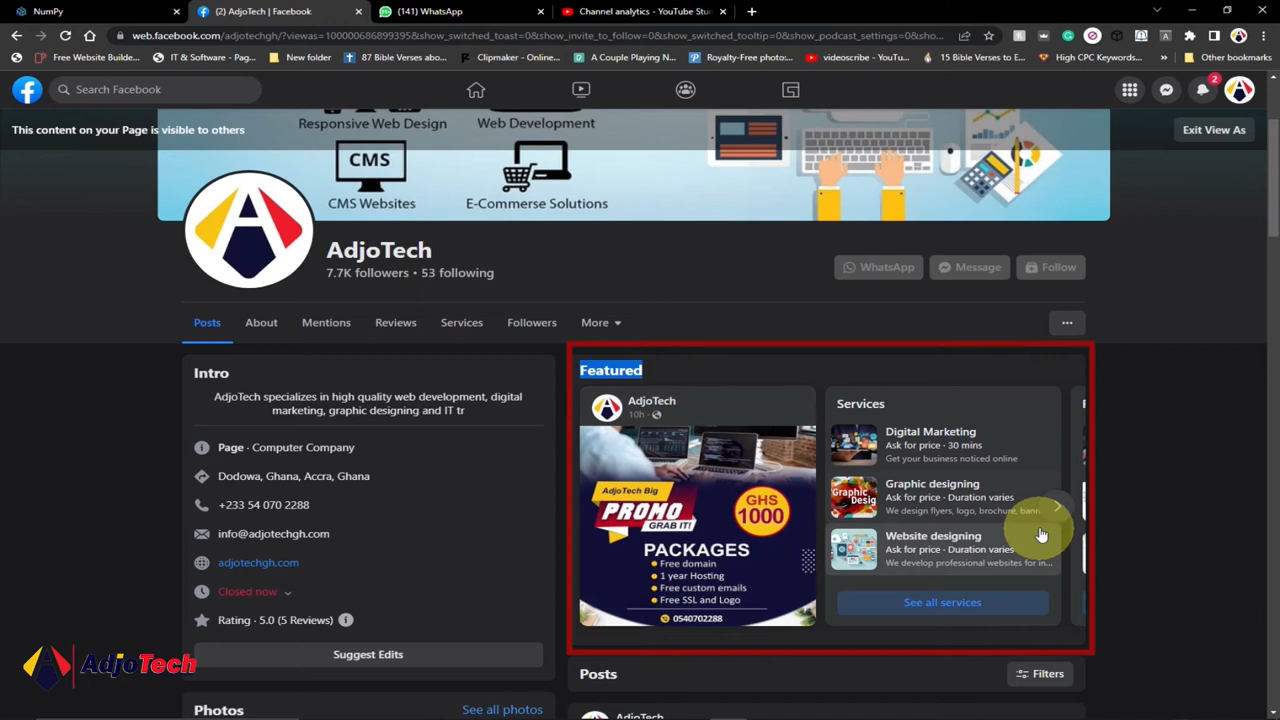 NumPy
(2) AdjoTech | Facebook
(141) WhatsApp
Channel analytics - YouTube Stu
web.facebook.com/adjotechgh/?viewas=100000686899395&show_switched_toast=0&show_invite_to_follow=0&show_switched_tooltip=0&show_podcast_settings=0&sho...
Free Website Builde...
IT & Software - Pag...
New folder
87 Bible Verses abo...
Clipmaker - Online...
A Couple Playing N...
Royalty-Free photo:...
videoscribe - YouTu...
15 Bible Verses to E...
High CPC Keywords...
»
Other bookmarks
Search Facebook
2
This content on your Page is visible to others
Exit View As
Responsive Web Design
Web Development
CMS
CMS Websites
E-Commerse Solutions
AdjoTech
7.7K followers • 53 following
WhatsApp
Message
Follow
Posts
About
Mentions
Reviews
Services
Followers
More
Intro
AdjoTech specializes in high quality web development, digital
marketing, graphic designing and IT tr
Page · Computer Company
Dodowa, Ghana, Accra, Ghana
+233 54 070 2288
info@adjotechgh.com
adjotechgh.com
Closed now
Rating · 5.0 (5 Reviews)
Suggest Edits
Photos
See all photos
Featured
AdjoTech
10h ·
AdjoTech Big
PROMO
GRAB IT!
GHS
1000
PACKAGES
Free domain
1 year Hosting
Free custom emails
Free SSL and Logo
0540702288
Services
Digital Marketing
Ask for price · 30 mins
Get your business noticed online
Graphic designing
Ask for price · Duration varies
We design flyers, logo, brochure, bann
Graphic
Desig
Website designing
Ask for price · Duration varies
We develop professional websites for in...
See all services
Posts
Filters
AdjoTech
AdjoTech